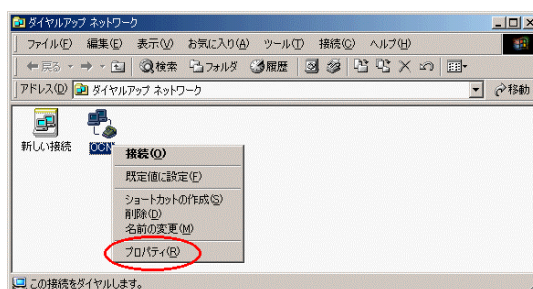 ダイヤルアップ ネットワーク
ファイル(F) 編集(E) 表示(V) お気に入り(A) ツール(T) 接続(C) ヘルプ(H)
戻る 検索 フォルダ 履歴
アドレス(D) ダイヤルアップ ネットワーク 移動
新しい接続 OCN
接続(O)
既定値に設定(F)
ショートカットの作成(S)
削除(D)
名前の変更(M)
プロパティ(R)
この接続をダイヤルします。